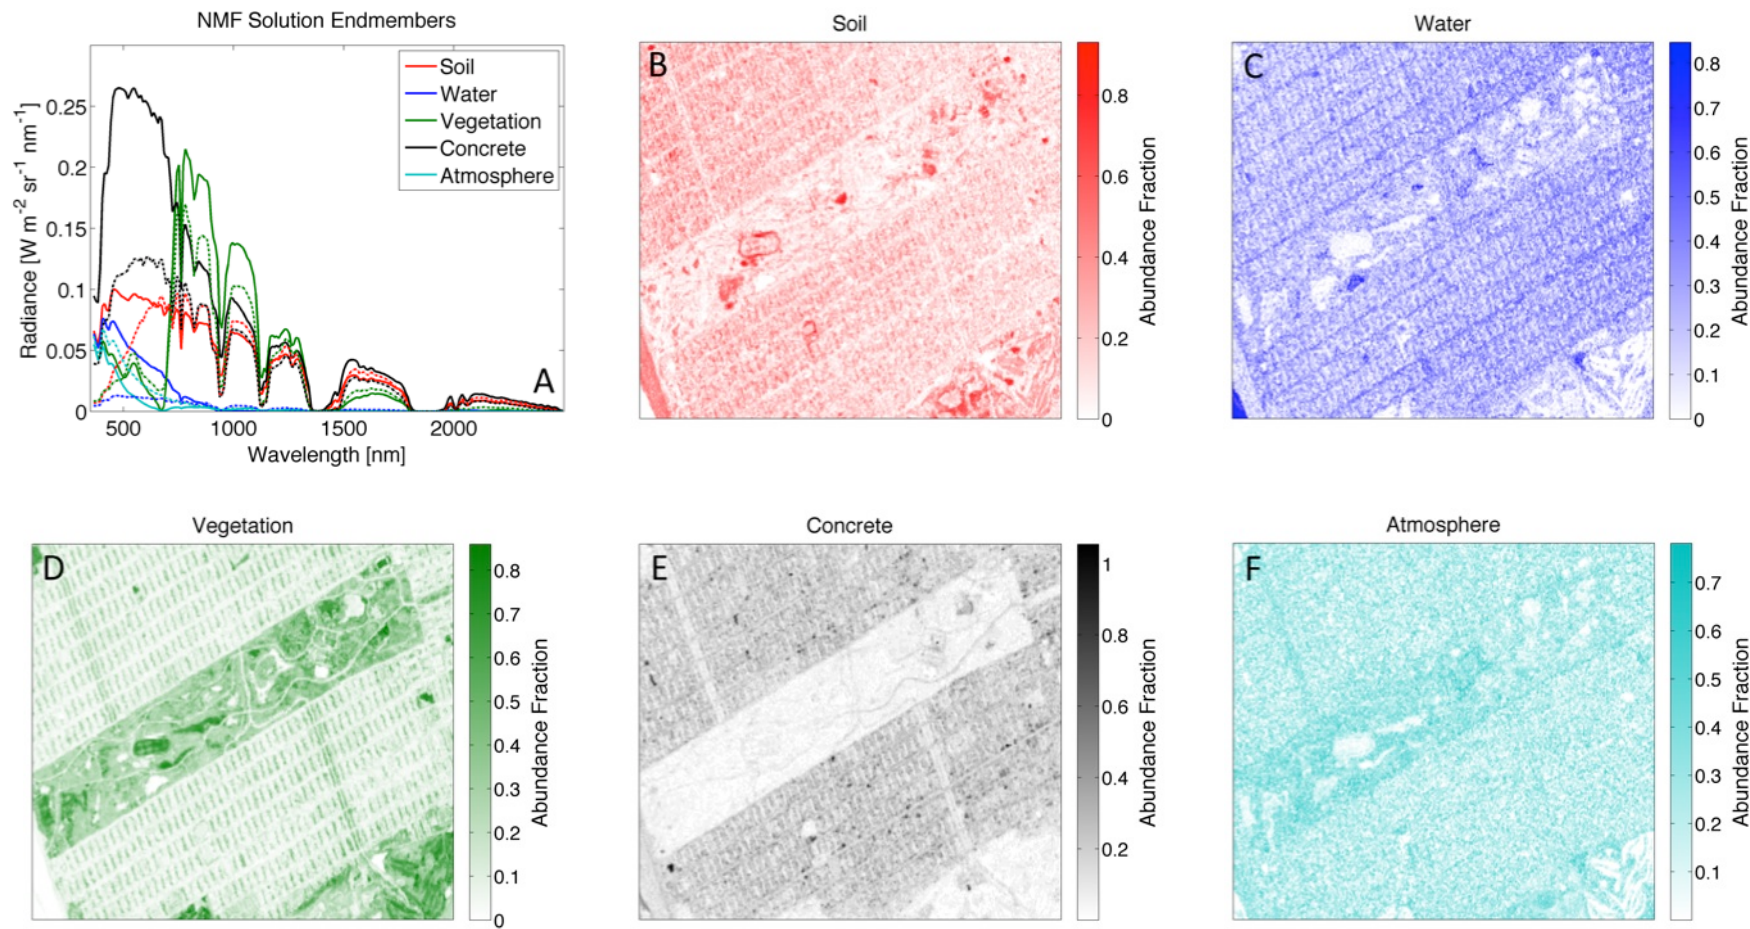 NMF Solution Endmembers
Radiance [W m-2 sr-1 nm-1]
0.25
0.2
0.15
0.1
0.05
0
500
1000
1500
2000
Wavelength [nm]
Soil
Water
Vegetation
Concrete
Atmosphere
A
Soil
B
0.8
0.6
0.4
0.2
0
Abundance Fraction
Water
C
0.8
0.7
0.6
0.5
0.4
0.3
0.2
0.1
0
Abundance Fraction
Vegetation
D
0.8
0.7
0.6
0.5
0.4
0.3
0.2
0.1
0
Abundance Fraction
Concrete
E
1
0.8
0.6
0.4
0.2
Abundance Fraction
Atmosphere
F
0.7
0.6
0.5
0.4
0.3
0.2
0.1
Abundance Fraction